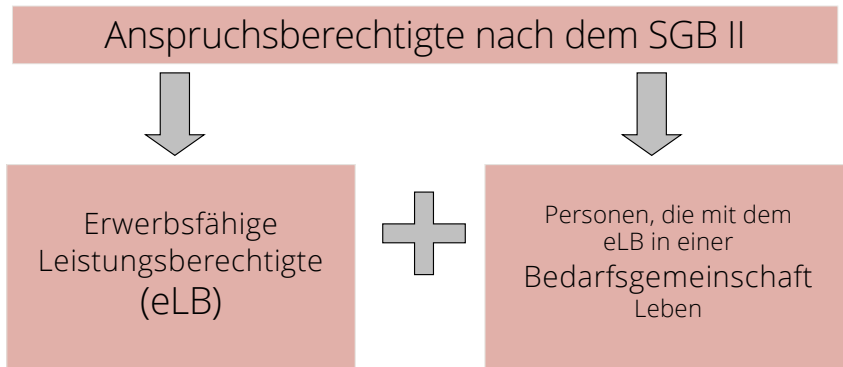 Anspruchsberechtigte nach dem SGB II
Erwerbsfähige
Leistungsberechtigte
(eLB)
Personen, die mit dem
eLB in einer
Bedarfsgemeinschaft
Leben